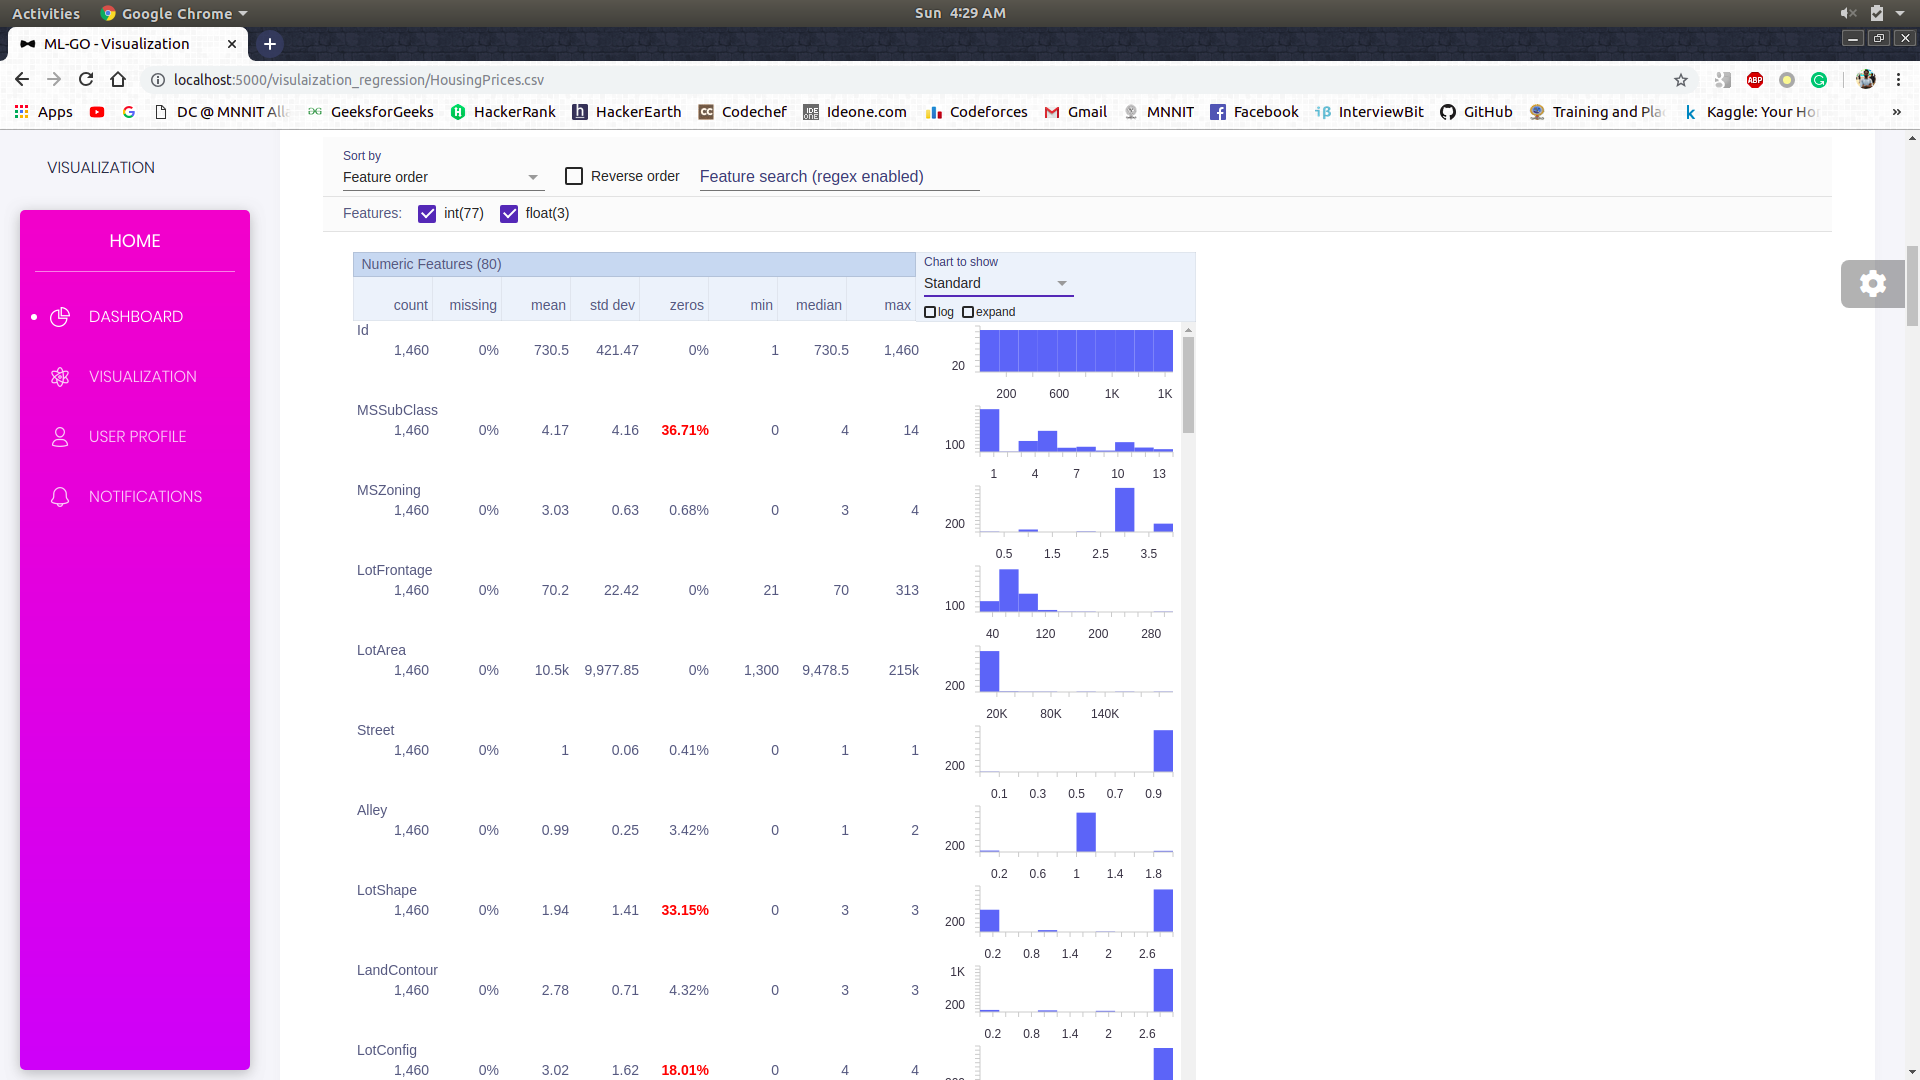 Activities Google Chrome Sun 4:29 AM
ML-GO - Visualization
localhost:5000/visulaization_regression/HousingPrices.csv
ABP
Apps DC @ MNNIT Alla GeeksforGeeks HackerRank HackerEarth Codechef Ideone.com Codeforces Gmail MNNIT Facebook InterviewBit GitHub Training and Plac Kaggle: Your Hom »
VISUALIZATION
HOME
DASHBOARD
VISUALIZATION
USER PROFILE
NOTIFICATIONS
Sort by
Feature order Reverse order Feature search (regex enabled)
Features: int(77) float(3)
Numeric Features (80) Chart to show
Standard
count missing mean std dev zeros min median max log expand
Id
1,460 0% 730.5 421.47 0% 1 730.5 1,460
20
200 600 1K 1K
MSSubClass
1,460 0% 4.17 4.16 36.71% 0 4 14
100
1 4 7 10 13
MSZoning
1,460 0% 3.03 0.63 0.68% 0 3 4
200
0.5 1.5 2.5 3.5
LotFrontage
1,460 0% 70.2 22.42 0% 21 70 313
100
40 120 200 280
LotArea
1,460 0% 10.5k 9,977.85 0% 1,300 9,478.5 215k
200
20K 80K 140K
Street
1,460 0% 1 0.06 0.41% 0 1 1
200
0.1 0.3 0.5 0.7 0.9
Alley
1,460 0% 0.99 0.25 3.42% 0 1 2
200
0.2 0.6 1 1.4 1.8
LotShape
1,460 0% 1.94 1.41 33.15% 0 3 3
200
0.2 0.8 1.4 2 2.6
LandContour
1K
1,460 0% 2.78 0.71 4.32% 0 3 3
200
0.2 0.8 1.4 2 2.6
LotConfig
1,460 0% 3.02 1.62 18.01% 0 4 4